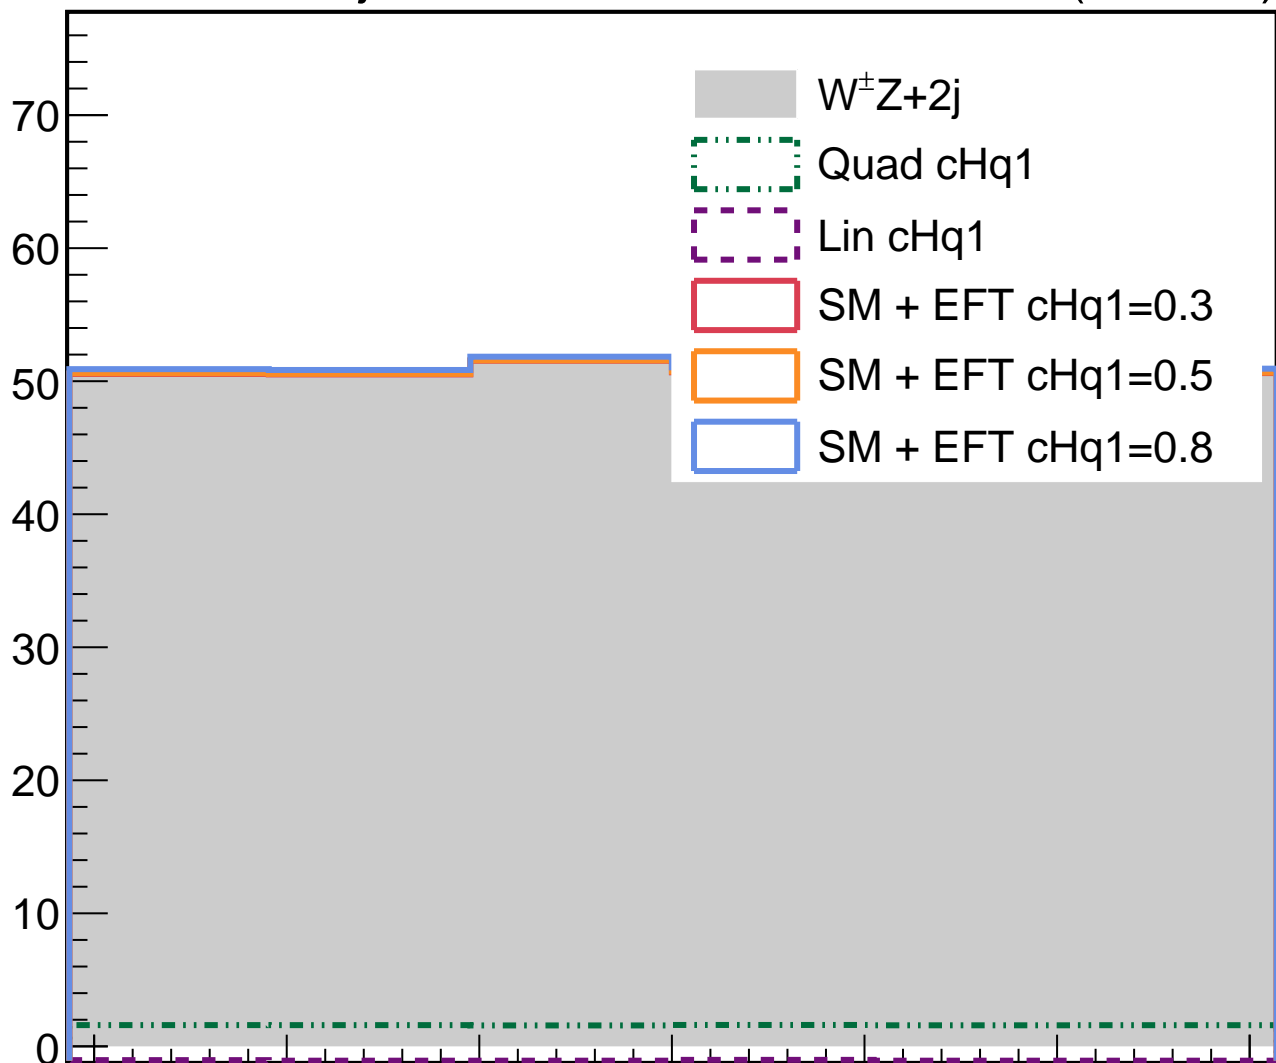 70
60
50
40
30
20
10
0
W±Z+2j
Quad cHq1
Lin cHq1
SM + EFT cHq1=0.3
SM + EFT cHq1=0.5
SM + EFT cHq1=0.8